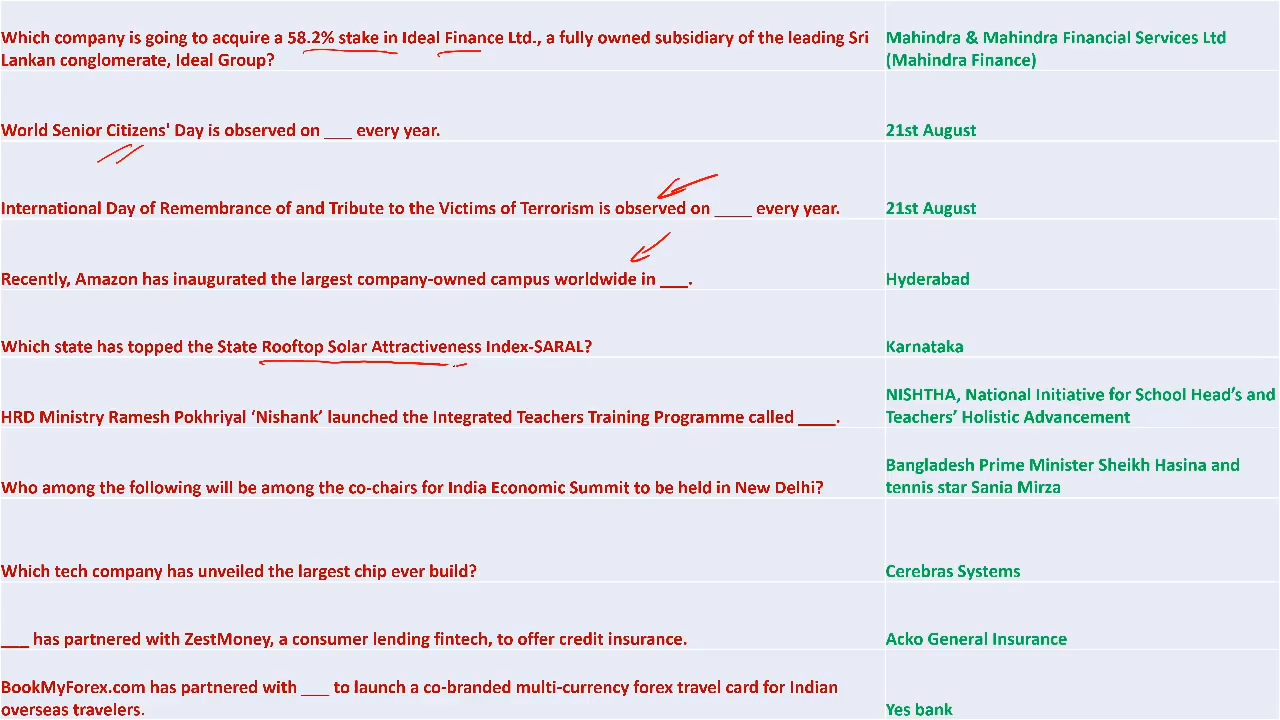 Which company is going to acquire a 58.2% stake in Ideal Finance Ltd., a fully owned subsidiary of the leading Sri
Lankan conglomerate, Ideal Group?
Mahindra & Mahindra Financial Services Ltd
(Mahindra Finance)
World Senior Citizens' Day is observed on ___ every year.
21st August
International Day of Remembrance of and Tribute to the Victims of Terrorism is observed on ____ every year.
21st August
Recently, Amazon has inaugurated the largest company-owned campus worldwide in ___.
Hyderabad
Which state has topped the State Rooftop Solar Attractiveness Index-SARAL?
Karnataka
HRD Ministry Ramesh Pokhriyal ‘Nishank’ launched the Integrated Teachers Training Programme called ____.
NISHTHA, National Initiative for School Head’s and
Teachers’ Holistic Advancement
Who among the following will be among the co-chairs for India Economic Summit to be held in New Delhi?
Bangladesh Prime Minister Sheikh Hasina and
tennis star Sania Mirza
Which tech company has unveiled the largest chip ever build?
Cerebras Systems
___ has partnered with ZestMoney, a consumer lending fintech, to offer credit insurance.
Acko General Insurance
BookMyForex.com has partnered with ___ to launch a co-branded multi-currency forex travel card for Indian
overseas travelers.
Yes bank